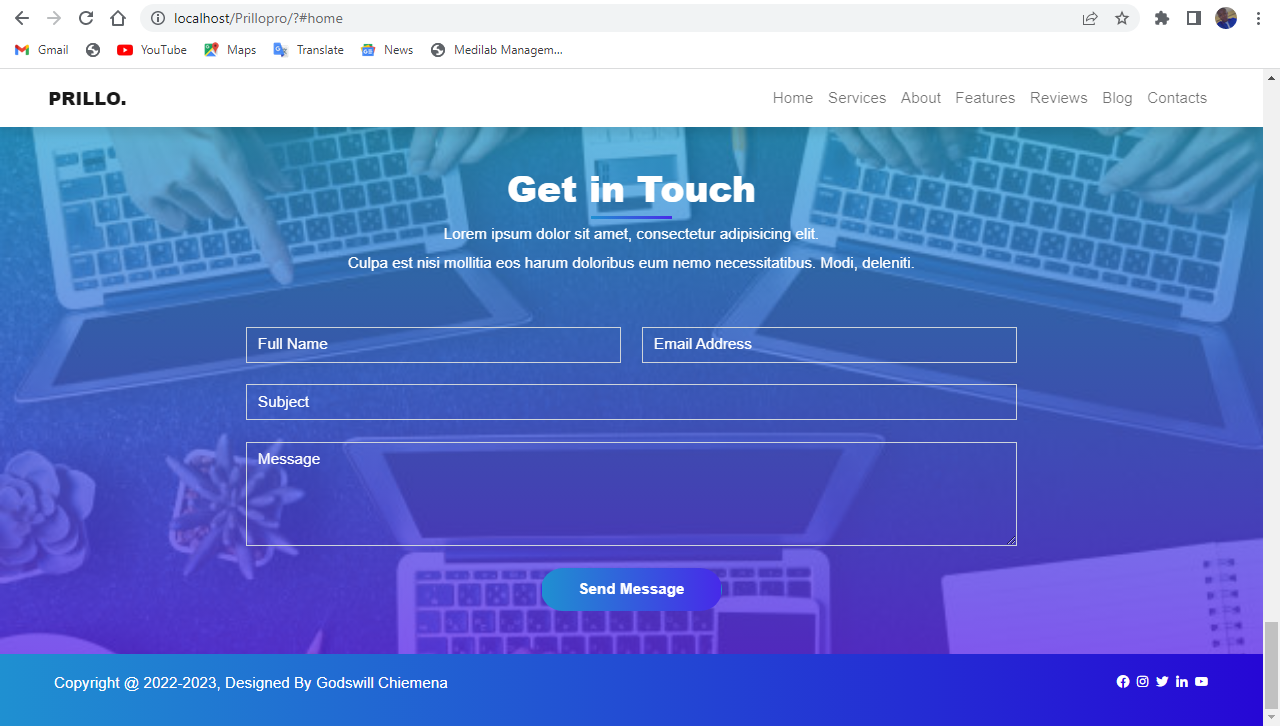 localhost/Prillopro/?#home
Gmail YouTube Maps Translate News Medilab Managem...
PRILLO. Home Services About Features Reviews Blog Contacts
Get in Touch
Lorem ipsum dolor sit amet, consectetur adipisicing elit.
Culpa est nisi mollitia eos harum doloribus eum nemo necessitatibus. Modi, deleniti.
Full Name Email Address
Subject
Message
Send Message
Copyright @ 2022-2023, Designed By Godswill Chiemena